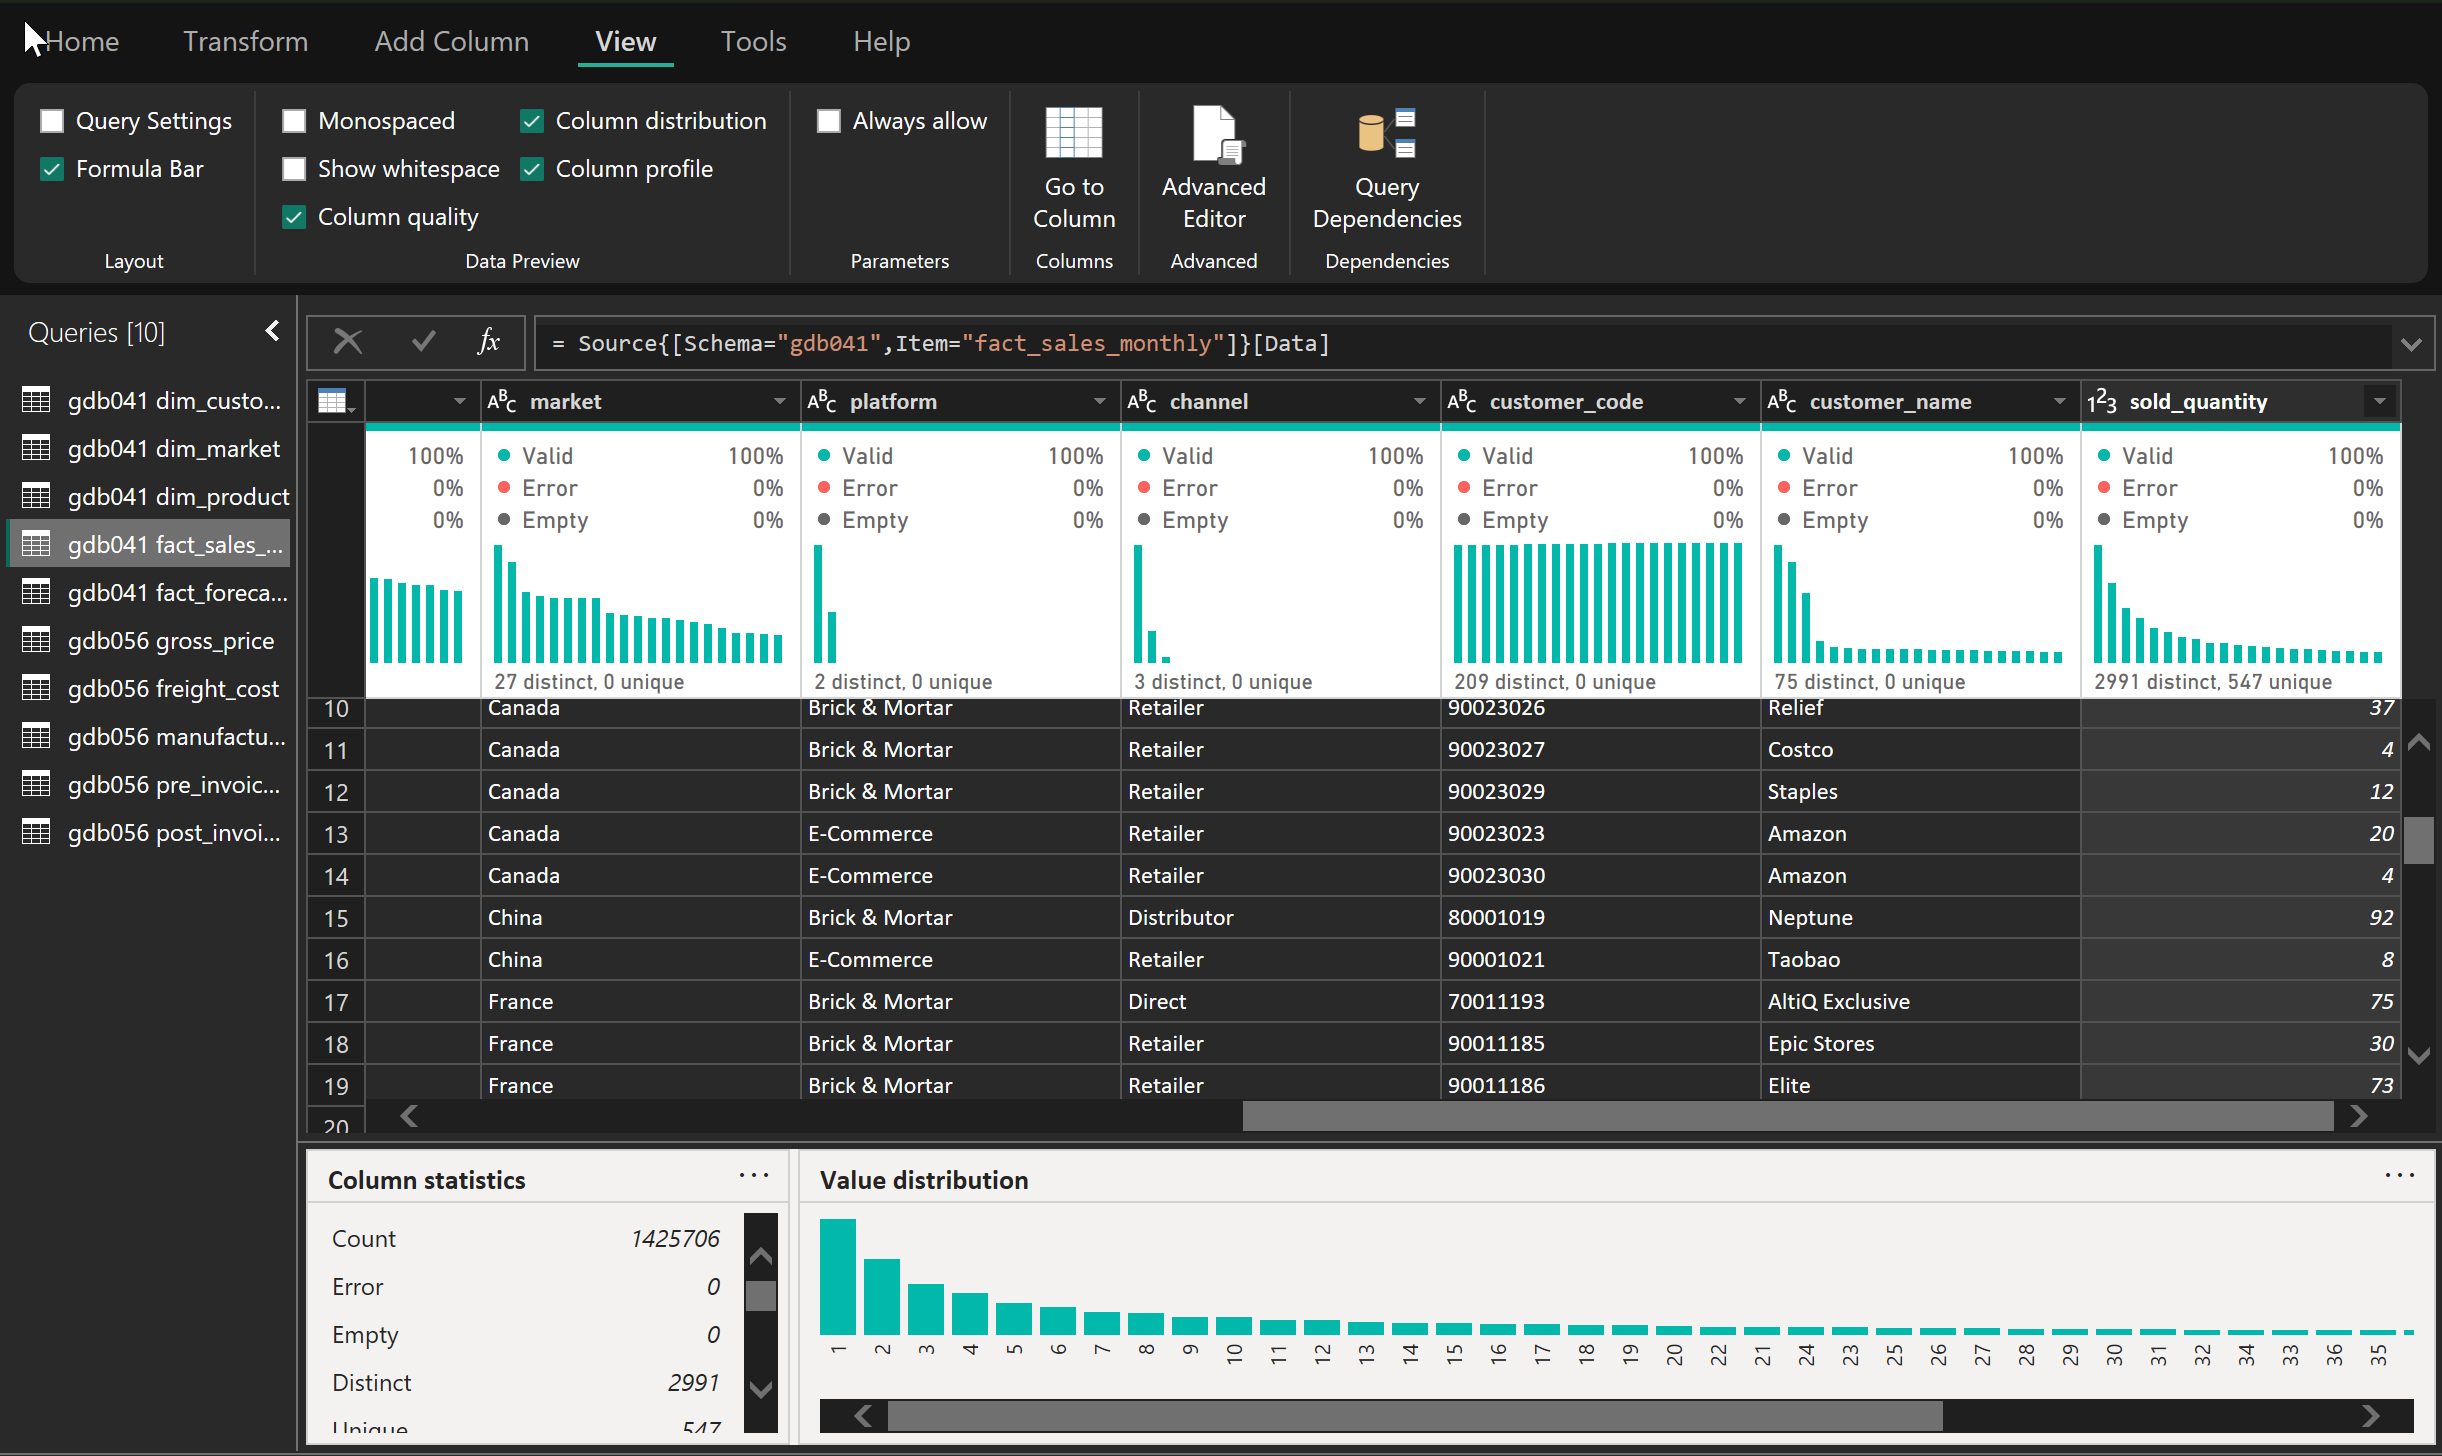 Home Transform Add Column View Tools Help
Query Settings Monospaced Column distribution Always allow
Formula Bar Show whitespace Column profile
Column quality
Go to Column
Advanced Editor
Query Dependencies
Layout Data Preview Parameters Columns Advanced Dependencies
Queries [10]
gdb041 dim_custo...
gdb041 dim_market
gdb041 dim_product
gdb041 fact_sales_...
gdb041 fact_foreca...
gdb056 gross_price
gdb056 freight_cost
gdb056 manufactu...
gdb056 pre_invoic...
gdb056 post_invoi...
fx = Source{[Schema="gdb041",Item="fact_sales_monthly"]}[Data]
ABC market ABC platform ABC channel ABC customer_code ABC customer_name 123 sold_quantity
100% Valid 100% Valid 100% Valid 100% Valid 100% Valid 100% Valid 100%
0% Error 0% Error 0% Error 0% Error 0% Error 0% Error 0%
0% Empty 0% Empty 0% Empty 0% Empty 0% Empty 0% Empty 0%
27 distinct, 0 unique 2 distinct, 0 unique 3 distinct, 0 unique 209 distinct, 0 unique 75 distinct, 0 unique 2991 distinct, 547 unique
10 Canada Brick & Mortar Retailer 90023026 Relief 37
11 Canada Brick & Mortar Retailer 90023027 Costco 4
12 Canada Brick & Mortar Retailer 90023029 Staples 12
13 Canada E-Commerce Retailer 90023023 Amazon 20
14 Canada E-Commerce Retailer 90023030 Amazon 4
15 China Brick & Mortar Distributor 80001019 Neptune 92
16 China E-Commerce Retailer 90001021 Taobao 8
17 France Brick & Mortar Direct 70011193 AltiQ Exclusive 75
18 France Brick & Mortar Retailer 90011185 Epic Stores 30
19 France Brick & Mortar Retailer 90011186 Elite 73
20
Column statistics ...
Count 1425706
Error 0
Empty 0
Distinct 2991
Unique 547
Value distribution ...
1 2 3 4 5 6 7 8 9 10 11 12 13 14 15 16 17 18 19 20 22 21 24 23 25 26 27 28 29 30 31 32 34 33 36 35